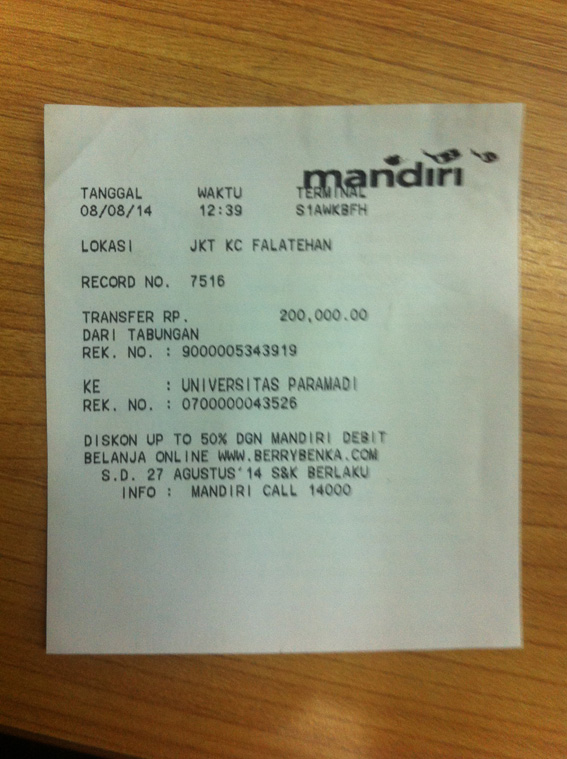 mandiri
TANGGAL WAKTU TERMINAL
08/08/14 12:39 S1AWKBFH
LOKASI JKT KC FALATEHAN
RECORD NO. 7516
TRANSFER RP. 200,000.00
DARI TABUNGAN
REK. NO. : 9000005343919
KE : UNIVERSITAS PARAMADI
REK. NO. : 0700000043526
DISKON UP TO 50% DGN MANDIRI DEBIT
BELANJA ONLINE WWW.BERRYBENKA.COM
S.D. 27 AGUSTUS'14 S&K BERLAKU
INFO : MANDIRI CALL 14000